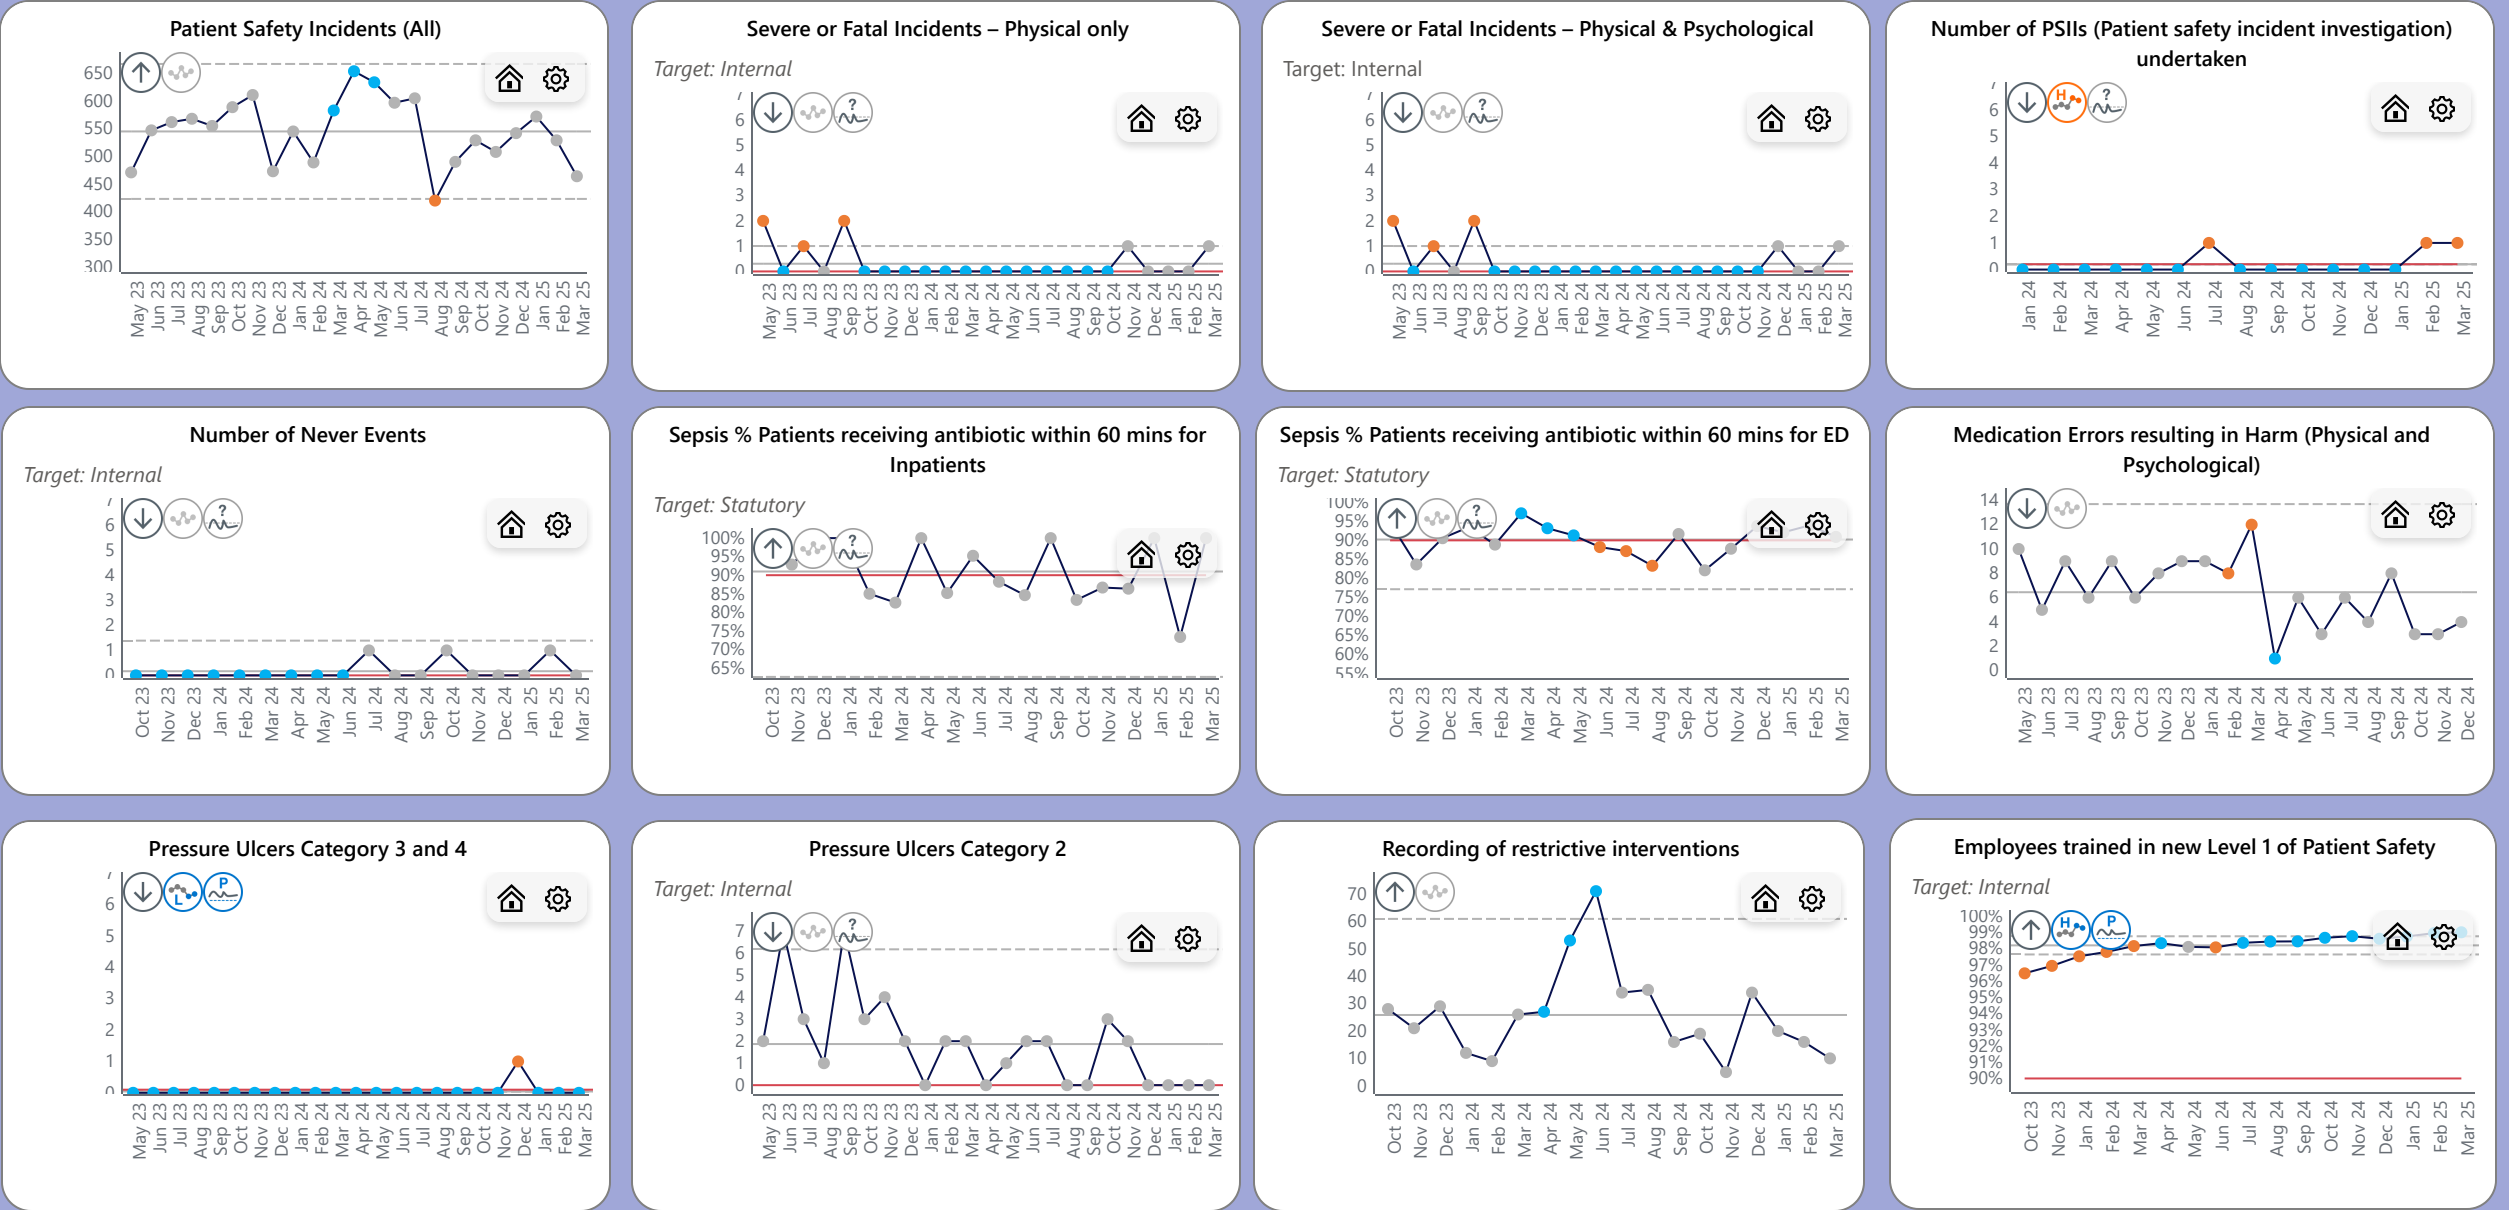 Patient Safety Incidents (All)
650
600
550
500
450
400
350
300
May 23
Jun 23
Jul 23
Aug 23
Sep 23
Oct 23
Nov 23
Dec 23
Jan 24
Feb 24
Mar 24
Apr 24
May 24
Jun 24
Jul 24
Aug 24
Sep 24
Oct 24
Nov 24
Dec 24
Jan 25
Feb 25
Mar 25
Severe or Fatal Incidents – Physical only
Target: Internal
?
7
6
5
4
3
2
1
0
May 23
Jun 23
Jul 23
Aug 23
Sep 23
Oct 23
Nov 23
Dec 23
Jan 24
Feb 24
Mar 24
Apr 24
May 24
Jun 24
Jul 24
Aug 24
Sep 24
Oct 24
Nov 24
Dec 24
Jan 25
Feb 25
Mar 25
Severe or Fatal Incidents – Physical & Psychological
Target: Internal
?
7
6
5
4
3
2
1
0
May 23
Jun 23
Jul 23
Aug 23
Sep 23
Oct 23
Nov 23
Dec 23
Jan 24
Feb 24
Mar 24
Apr 24
May 24
Jun 24
Jul 24
Aug 24
Sep 24
Oct 24
Nov 24
Dec 24
Jan 25
Feb 25
Mar 25
Number of PSIIs (Patient safety incident investigation)
undertaken
H
?
7
6
5
4
3
2
1
0
Jan 24
Feb 24
Mar 24
Apr 24
May 24
Jun 24
Jul 24
Aug 24
Sep 24
Oct 24
Nov 24
Dec 24
Jan 25
Feb 25
Mar 25
Number of Never Events
Target: Internal
?
7
6
5
4
3
2
1
0
Oct 23
Nov 23
Dec 23
Jan 24
Feb 24
Mar 24
Apr 24
May 24
Jun 24
Jul 24
Aug 24
Sep 24
Oct 24
Nov 24
Dec 24
Jan 25
Feb 25
Mar 25
Sepsis % Patients receiving antibiotic within 60 mins for
Inpatients
Target: Statutory
?
100%
95%
90%
85%
80%
75%
70%
65%
Oct 23
Nov 23
Dec 23
Jan 24
Feb 24
Mar 24
Apr 24
May 24
Jun 24
Jul 24
Aug 24
Sep 24
Oct 24
Nov 24
Dec 24
Jan 25
Feb 25
Mar 25
Sepsis % Patients receiving antibiotic within 60 mins for ED
Target: Statutory
?
100%
95%
90%
85%
80%
75%
70%
65%
60%
55%
Oct 23
Nov 23
Dec 23
Jan 24
Feb 24
Mar 24
Apr 24
May 24
Jun 24
Jul 24
Aug 24
Sep 24
Oct 24
Nov 24
Dec 24
Jan 25
Feb 25
Mar 25
Medication Errors resulting in Harm (Physical and
Psychological)
14
12
10
8
6
4
2
0
May 23
Jun 23
Jul 23
Aug 23
Sep 23
Oct 23
Nov 23
Dec 23
Jan 24
Feb 24
Mar 24
Apr 24
May 24
Jun 24
Jul 24
Aug 24
Sep 24
Oct 24
Nov 24
Dec 24
Pressure Ulcers Category 3 and 4
L
P
7
6
5
4
3
2
1
0
May 23
Jun 23
Jul 23
Aug 23
Sep 23
Oct 23
Nov 23
Dec 23
Jan 24
Feb 24
Mar 24
Apr 24
May 24
Jun 24
Jul 24
Aug 24
Sep 24
Oct 24
Nov 24
Dec 24
Jan 25
Feb 25
Mar 25
Pressure Ulcers Category 2
Target: Internal
?
7
6
5
4
3
2
1
0
May 23
Jun 23
Jul 23
Aug 23
Sep 23
Oct 23
Nov 23
Dec 23
Jan 24
Feb 24
Mar 24
Apr 24
May 24
Jun 24
Jul 24
Aug 24
Sep 24
Oct 24
Nov 24
Dec 24
Jan 25
Feb 25
Mar 25
Recording of restrictive interventions
70
60
50
40
30
20
10
0
Oct 23
Nov 23
Dec 23
Jan 24
Feb 24
Mar 24
Apr 24
May 24
Jun 24
Jul 24
Aug 24
Sep 24
Oct 24
Nov 24
Dec 24
Jan 25
Feb 25
Mar 25
Employees trained in new Level 1 of Patient Safety
Target: Internal
H
P
100%
99%
98%
97%
96%
95%
94%
93%
92%
91%
90%
Oct 23
Nov 23
Jan 24
Feb 24
Mar 24
Apr 24
May 24
Jun 24
Jul 24
Aug 24
Sep 24
Oct 24
Nov 24
Dec 24
Jan 25
Feb 25
Mar 25